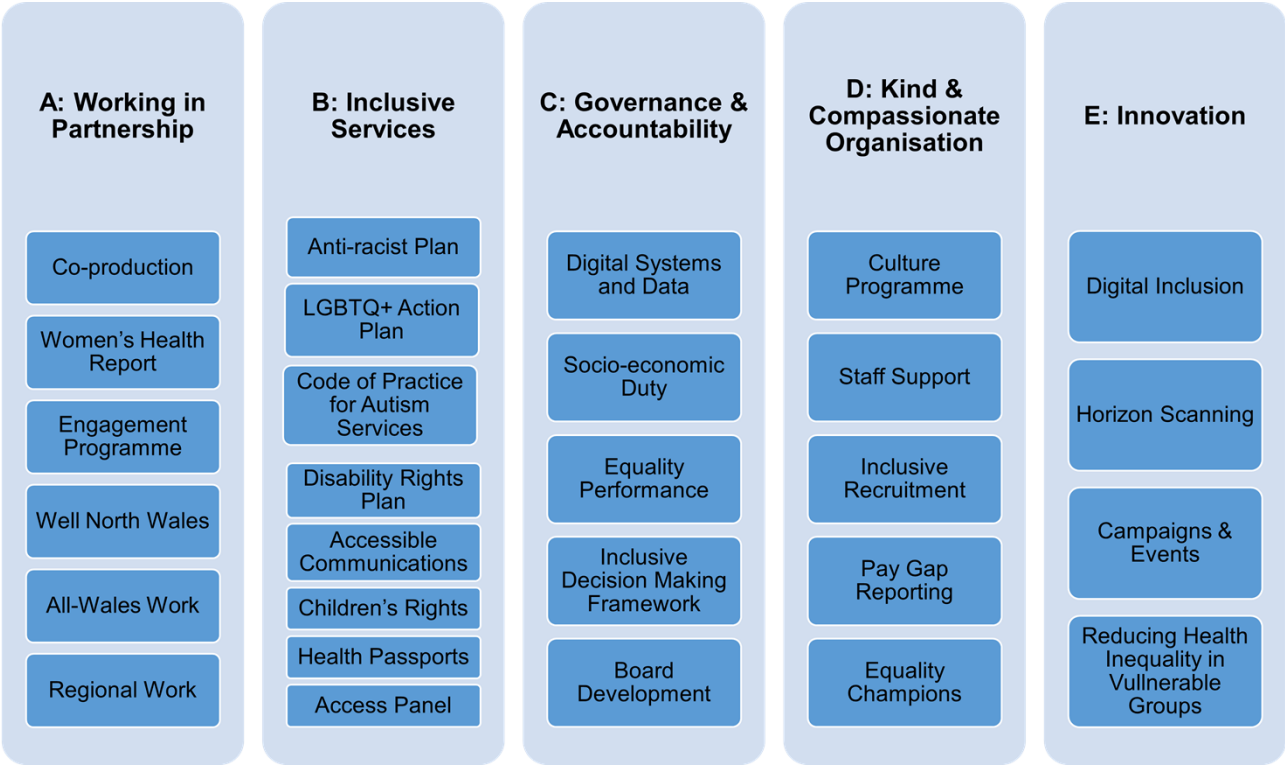 A: Working in
Partnership
Co-production
Women’s Health
Report
Engagement
Programme
Well North Wales
All-Wales Work
Regional Work
B: Inclusive
Services
Anti-racist Plan
LGBTQ+ Action
Plan
Code of Practice
for Autism
Services
Disability Rights
Plan
Accessible
Communications
Children’s Rights
Health Passports
Access Panel
C: Governance &
Accountability
Digital Systems
and Data
Socio-economic
Duty
Equality
Performance
Inclusive
Decision Making
Framework
Board
Development
D: Kind &
Compassionate
Organisation
Culture
Programme
Staff Support
Inclusive
Recruitment
Pay Gap
Reporting
Equality
Champions
E: Innovation
Digital Inclusion
Horizon Scanning
Campaigns &
Events
Reducing Health
Inequality in
Vullnerable
Groups